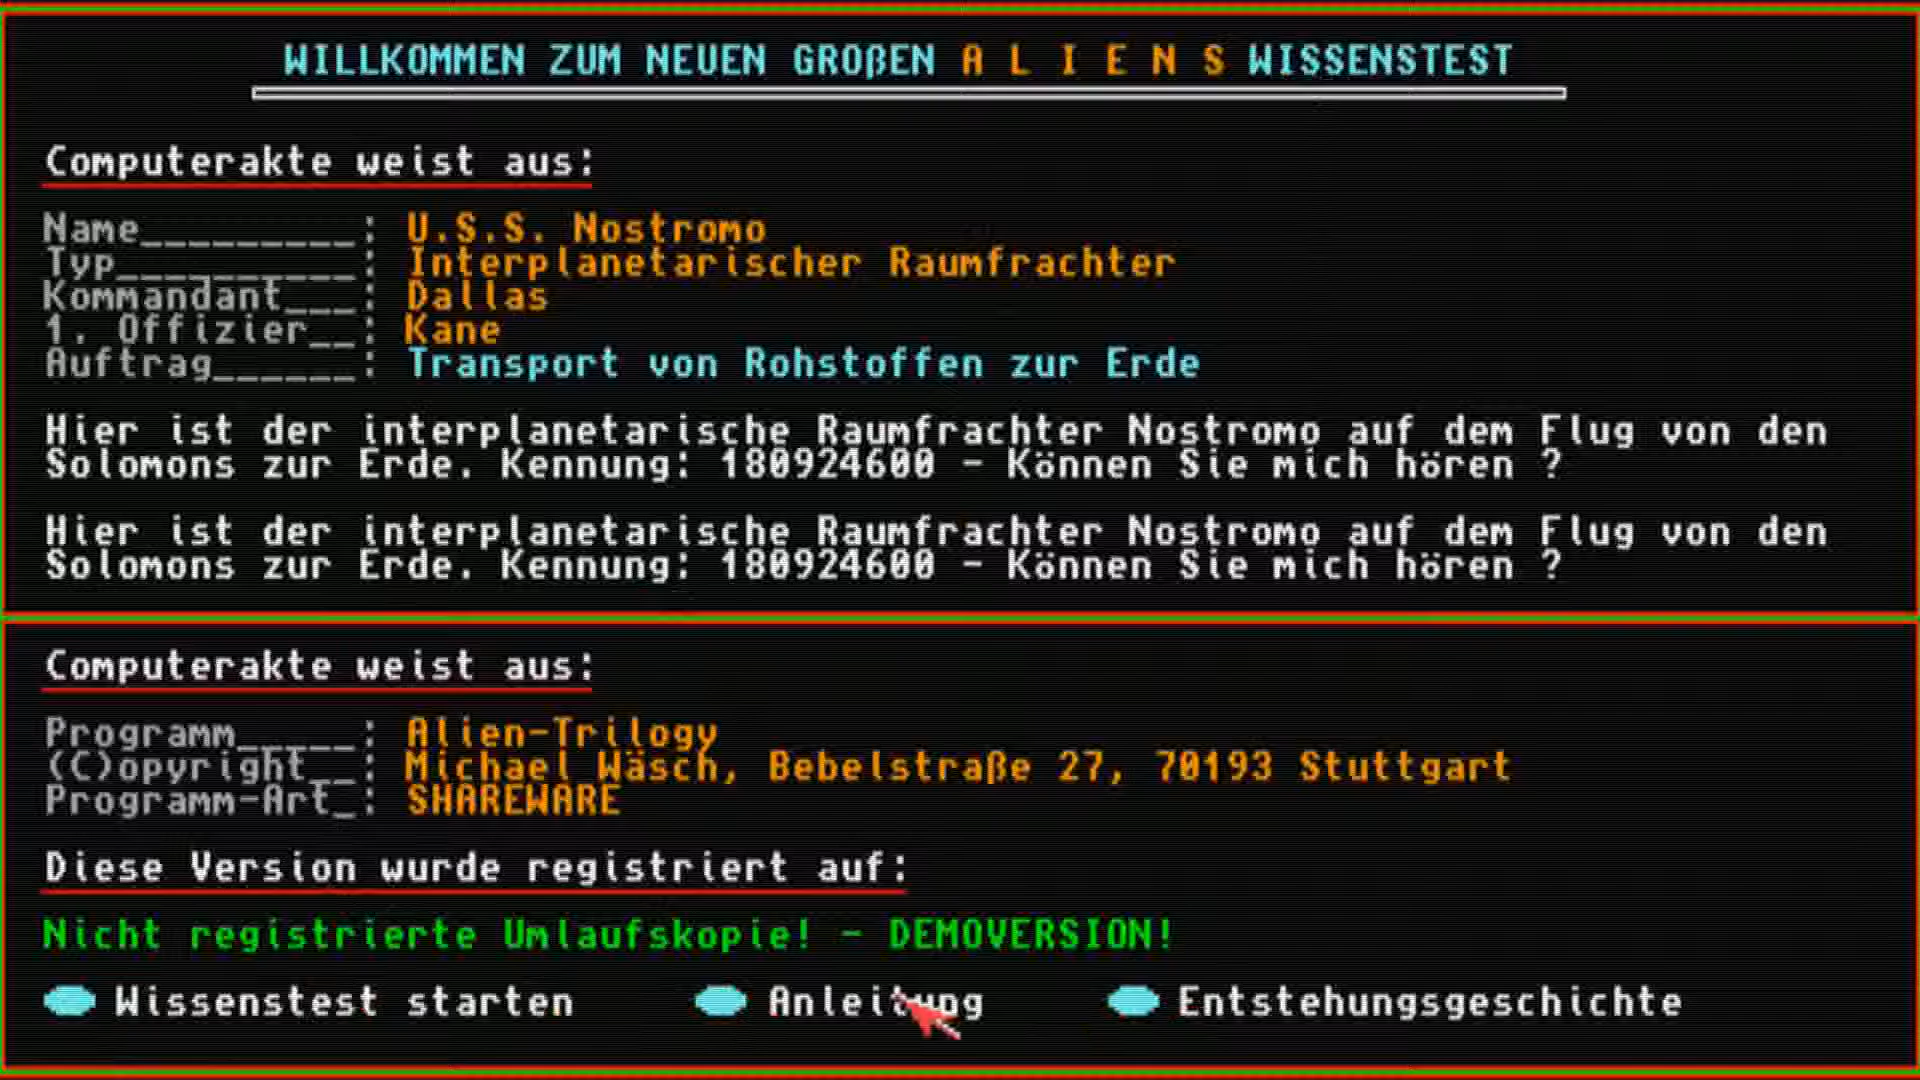 WILLKOMMEN ZUM NEUEN GROßEN A L I E N S WISSENSTEST
Computerakte weist aus:
Name_________: U.S.S. Nostromo
Typ__________: Interplanetarischer Raumfrachter
Kommandant___: Dallas
1. Offizier__: Kane
Auftrag______: Transport von Rohstoffen zur Erde
Hier ist der interplanetarische Raumfrachter Nostromo auf dem Flug von den
Solomons zur Erde. Kennung: 180924600 - Können Sie mich hören ?
Hier ist der interplanetarische Raumfrachter Nostromo auf dem Flug von den
Solomons zur Erde. Kennung: 180924600 - Können Sie mich hören ?
Computerakte weist aus:
Programm_____: Alien-Trilogy
(C)opyright__: Michael Wäsch, Bebelstraße 27, 70193 Stuttgart
Programm-Art_: SHAREWARE
Diese Version wurde registriert auf:
Nicht registrierte Umlaufskopie! - DEMOVERSION!
Wissenstest starten Anleitung Entstehungsgeschichte